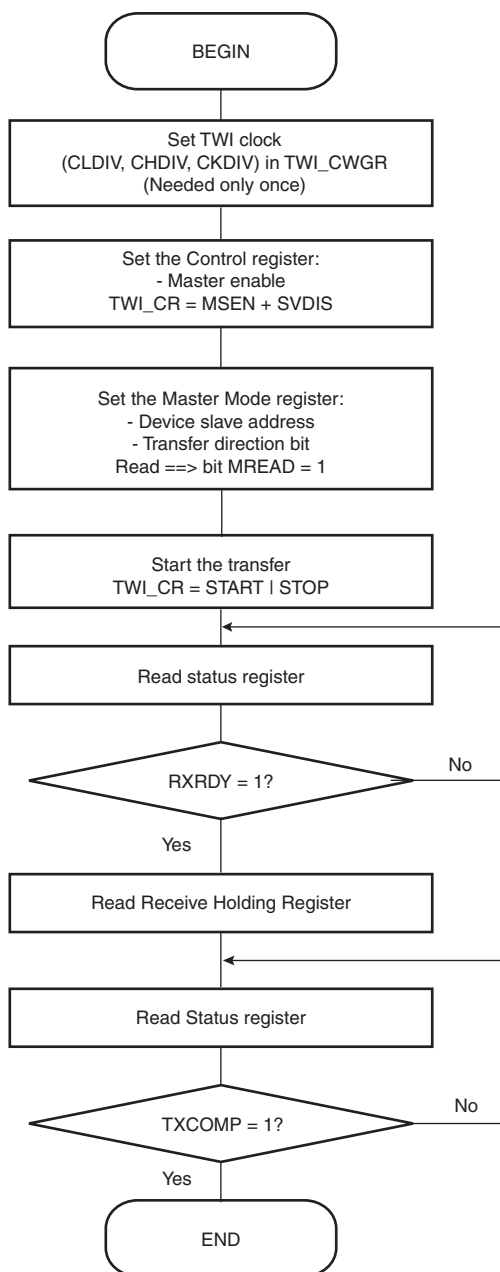 BEGIN
Set TWI clock
(CLDIV, CHDIV, CKDIV) in TWI_CWGR
(Needed only once)
Set the Control register:
- Master enable
TWI_CR = MSEN + SVDIS
Set the Master Mode register:
- Device slave address
- Transfer direction bit
Read ==> bit MREAD = 1
Start the transfer
TWI_CR = START | STOP
Read status register
RXRDY = 1?
No
Yes
Read Receive Holding Register
Read Status register
TXCOMP = 1?
No
Yes
END